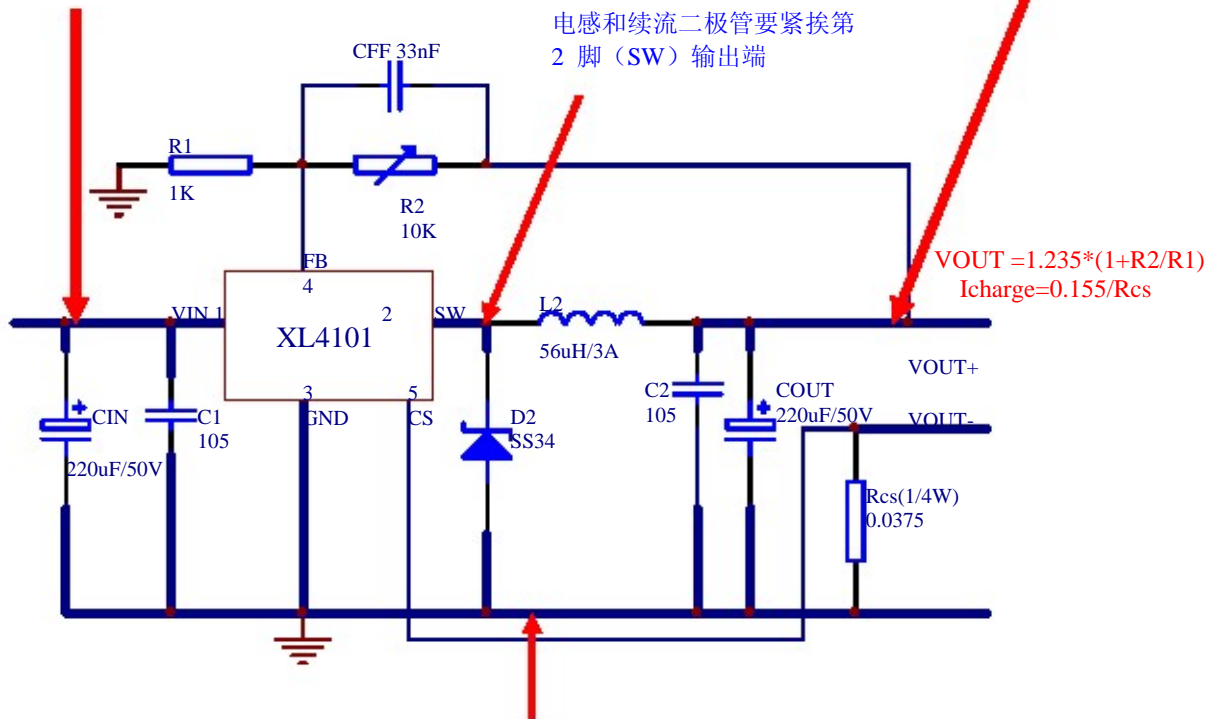 电感和续流二极管要紧挨第
2 脚（SW）输出端
CFF 33nF
R1
1K
R2
10K
VOUT =1.235*(1+R2/R1)
Icharge=0.155/Rcs
FB
4
VIN 1
2
SW
XL4101
3
GND
5
CS
L2
56uH/3A
CIN
220uF/50V
C1
105
D2
SS34
C2
105
COUT
220uF/50V
VOUT+
VOUT-
Rcs(1/4W)
0.0375